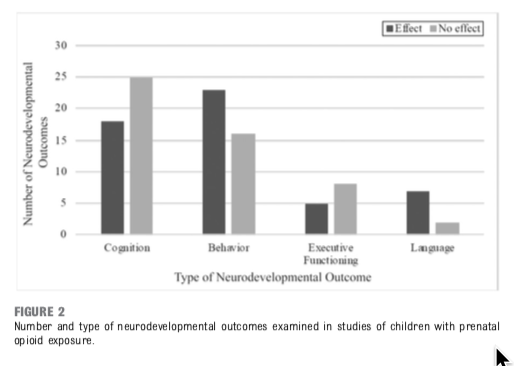 Effect No effect
30
25
20
15
10
5
0
Number of Neurodevelopmental
Outcomes
Cognition Behavior Executive Language
Functioning
Type of Neurodevelopmental Outcome
FIGURE 2
Number and type of neurodevelopmental outcomes examined in studies of children with prenatal
opioid exposure.